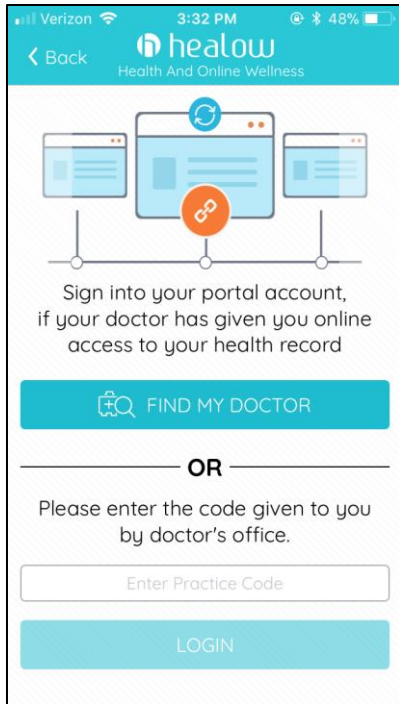 Verizon 3:32 PM 48%
Back healow
Health And Online Wellness
Sign into your portal account,
if your doctor has given you online
access to your health record
FIND MY DOCTOR
OR
Please enter the code given to you
by doctor's office.
Enter Practice Code
LOGIN